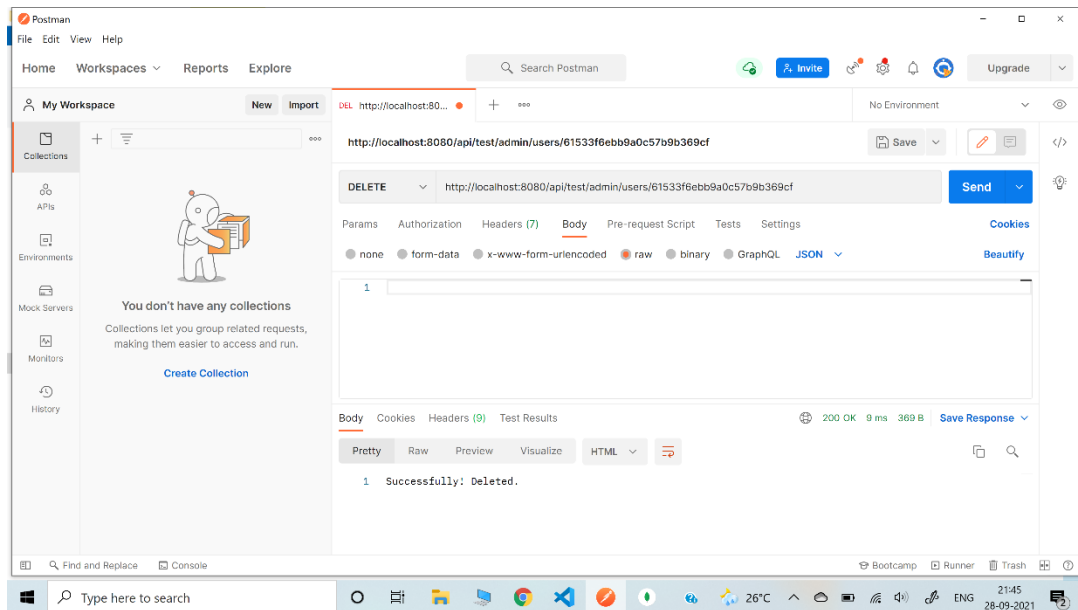 Postman
File Edit View Help
Home Workspaces Reports Explore Search Postman Invite Upgrade
My Workspace New Import DEL http://localhost:80... No Environment
http://localhost:8080/api/test/admin/users/61533f6ebb9a0c57b9b369cf Save
Collections
DELETE http://localhost:8080/api/test/admin/users/61533f6ebb9a0c57b9b369cf Send
APIs
Params Authorization Headers (7) Body Pre-request Script Tests Settings Cookies
Environments
none form-data x-www-form-urlencoded raw binary GraphQL JSON Beautify
1
Mock Servers
You don't have any collections
Collections let you group related requests,
making them easier to access and run.
Create Collection
Monitors
History
Body Cookies Headers (9) Test Results 200 OK 9 ms 369 B Save Response
Pretty Raw Preview Visualize HTML
1 Successfully! Deleted.
Find and Replace Console Bootcamp Runner Trash
Type here to search 26°C ENG 21:45
28-09-2021 2